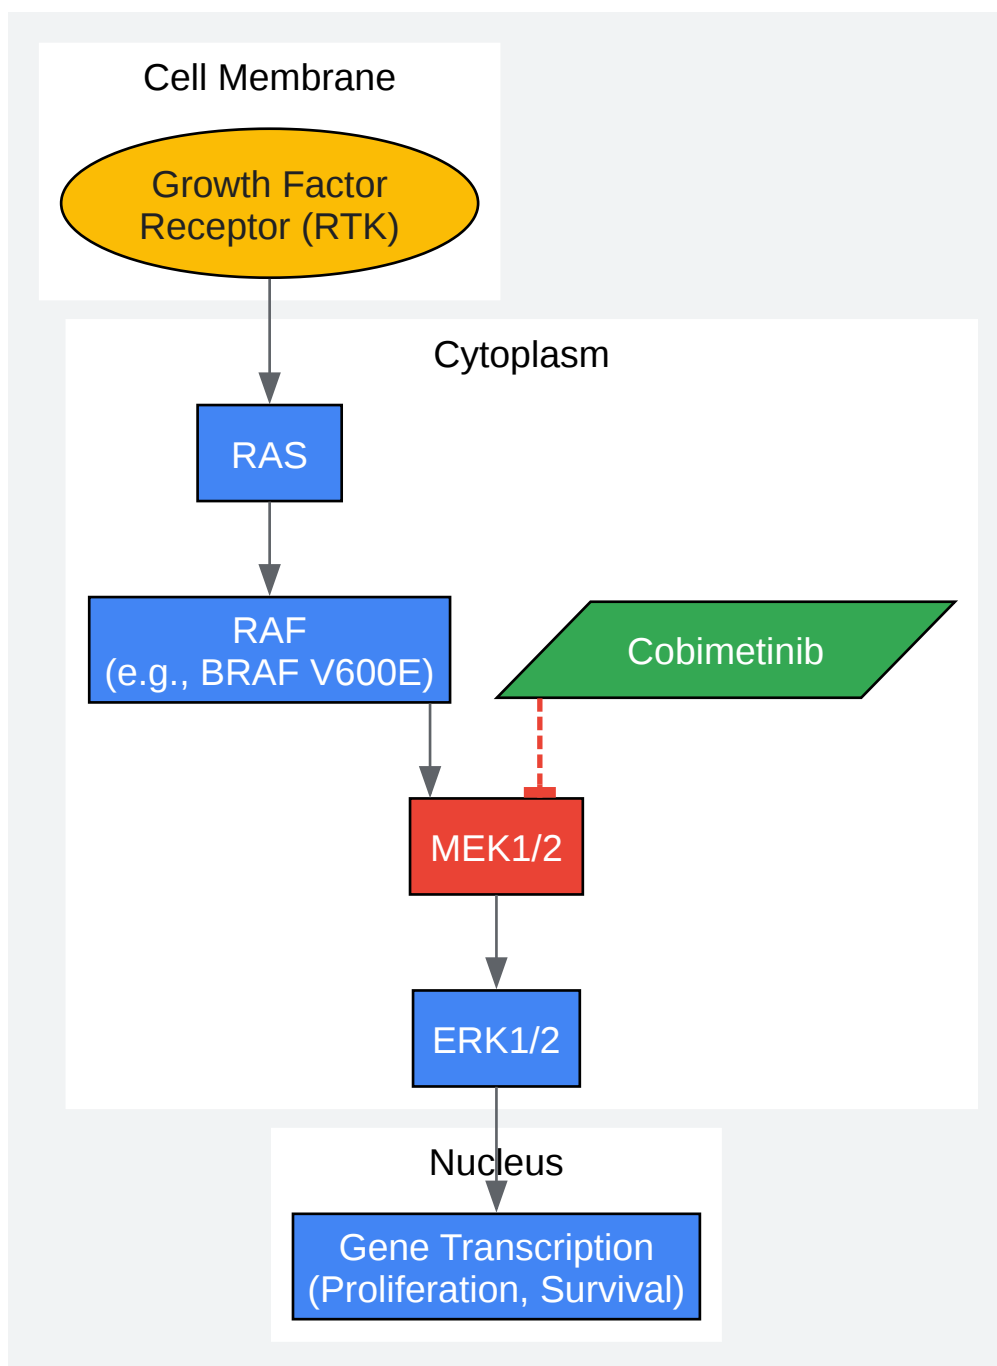 Cell Membrane
Growth Factor
Receptor (RTK)
Cytoplasm
RAS
RAF
(e.g., BRAF V600E)
Cobimetinib
MEK1/2
ERK1/2
Nucleus
Gene Transcription
(Proliferation, Survival)